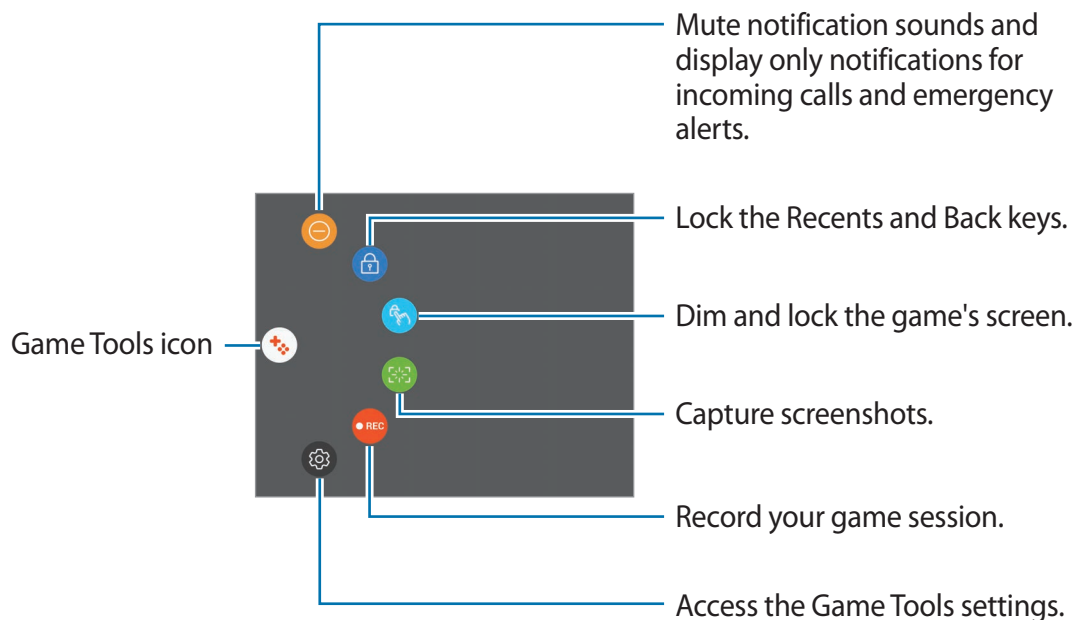 Mute notification sounds and
display only notifications for
incoming calls and emergency
alerts.
Lock the Recents and Back keys.
Dim and lock the game's screen.
Game Tools icon
Capture screenshots.
REC
Record your game session.
Access the Game Tools settings.